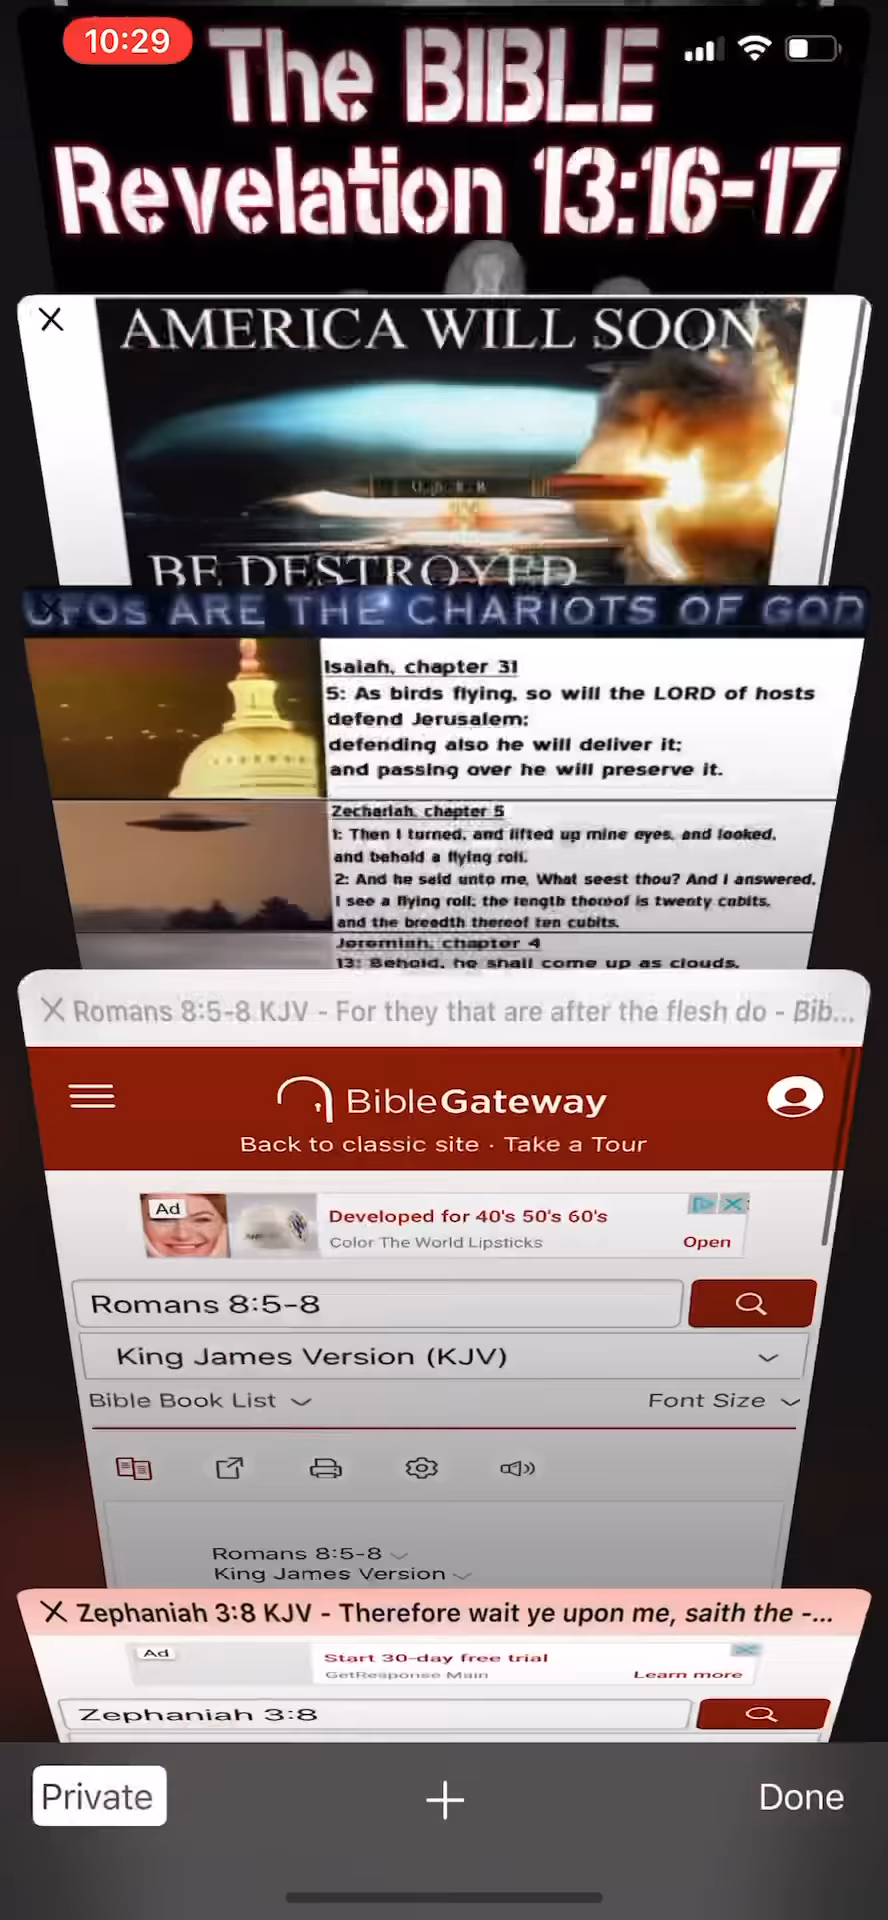 10:29
The BIBLE
Revelation 13:16-17
AMERICA WILL SOON
BE DESTROYED
UFOS ARE THE CHARIOTS OF GOD
Isaiah, chapter 31
5: As birds flying, so will the LORD of hosts
defend Jerusalem;
defending also he will deliver it;
and passing over he will preserve it.
Zechariah, chapter 5
1: Then I turned, and lifted up mine eyes, and looked,
and behold a flying roll.
2: And he said unto me, What seest thou? And I answered,
I see a flying roll; the length thereof is twenty cubits,
and the breadth thereof ten cubits.
Jeremiah, chapter 4
13: Behold, he shall come up as clouds,
Romans 8:5-8 KJV - For they that are after the flesh do - Bib...
BibleGateway
Back to classic site · Take a Tour
Ad
Developed for 40's 50's 60's
Color The World Lipsticks
Open
Romans 8:5-8
King James Version (KJV)
Bible Book List
Font Size
Romans 8:5-8
King James Version
Zephaniah 3:8 KJV - Therefore wait ye upon me, saith the -...
Ad
Start 30-day free trial
GetResponse Main
Learn more
Zephaniah 3:8
Private
Done